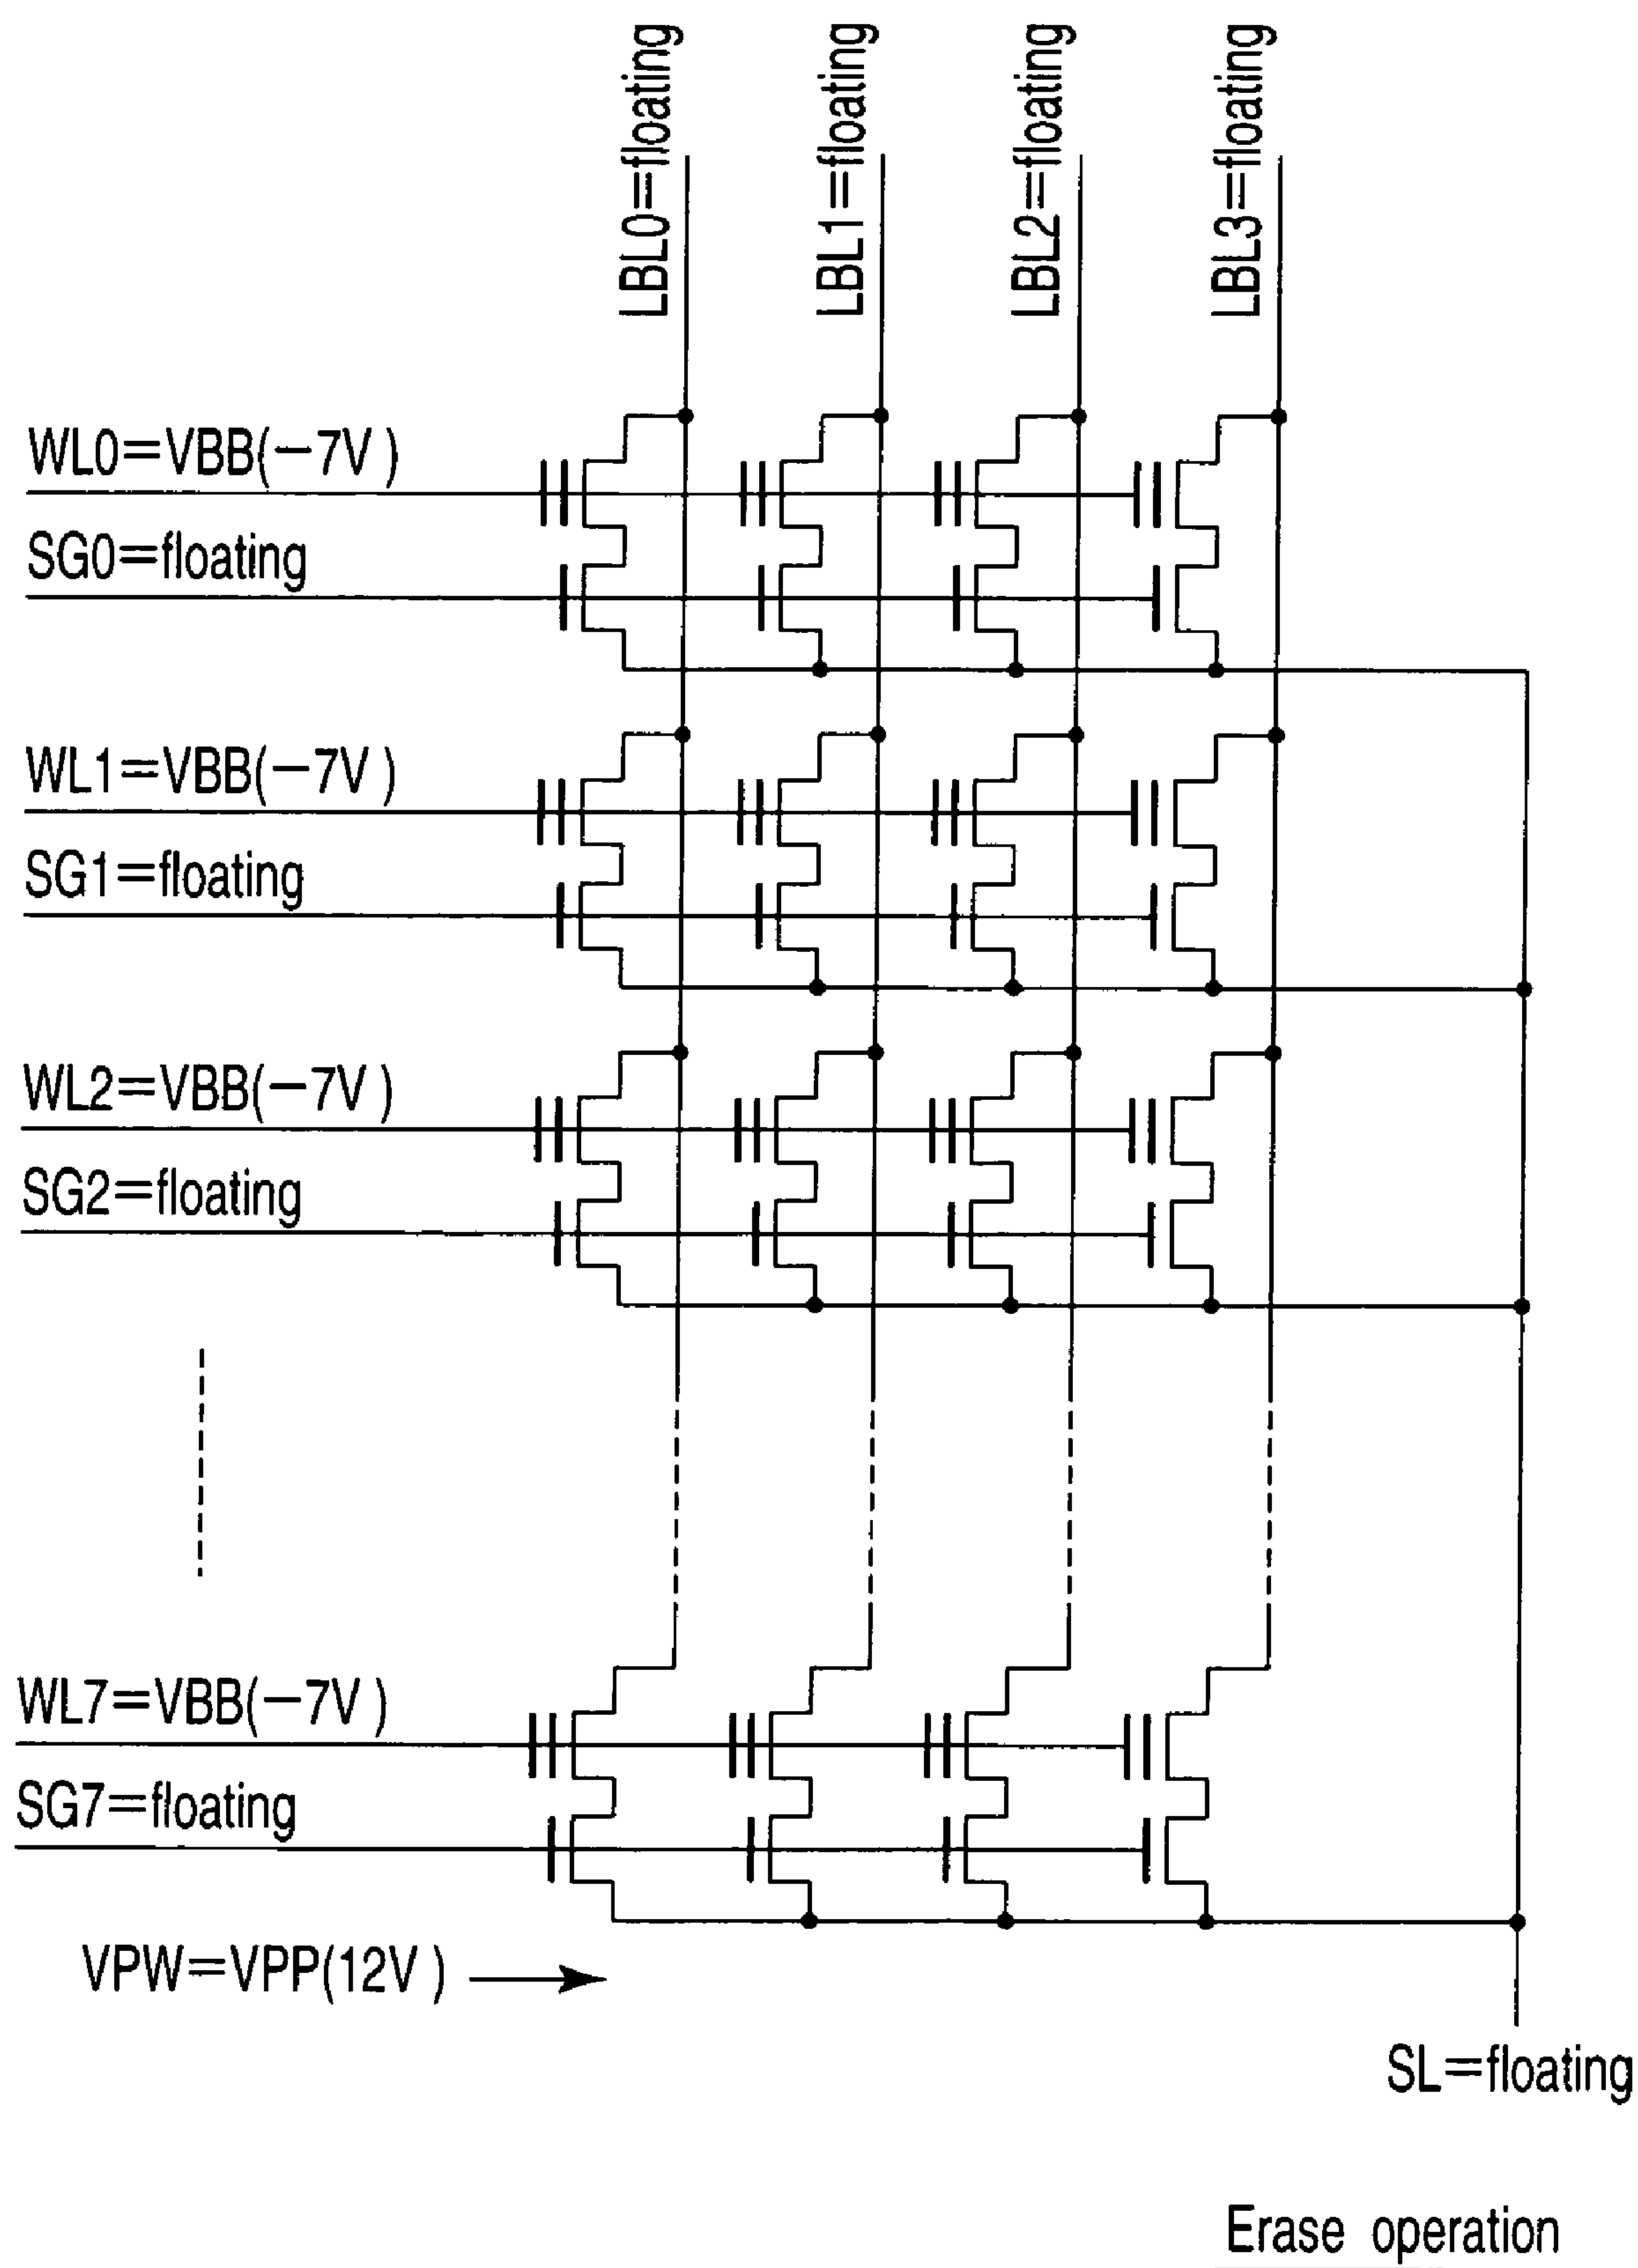 LBL0=floating
LBL1=floating
LBL2=floating
LBL3=floating
WL0=VBB(−7V)
SG0=floating
WL1=VBB(−7V)
SG1=floating
WL2=VBB(−7V)
SG2=floating
WL7=VBB(−7V)
SG7=floating
VPW=VPP(12V)
SL=floating
Erase operation